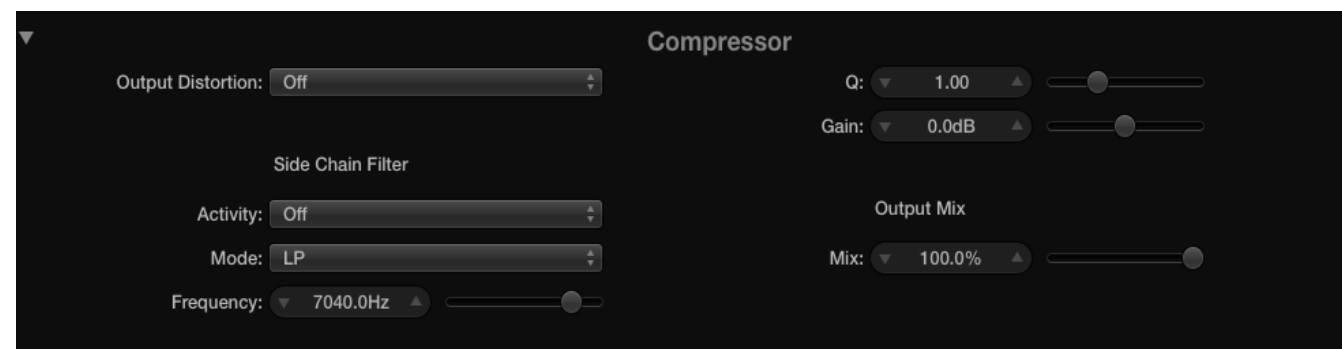 Compressor
Output Distortion: Off
Side Chain Filter
Activity: Off
Mode: LP
Frequency: 7040.0Hz
Q: 1.00
Gain: 0.0dB
Output Mix
Mix: 100.0%